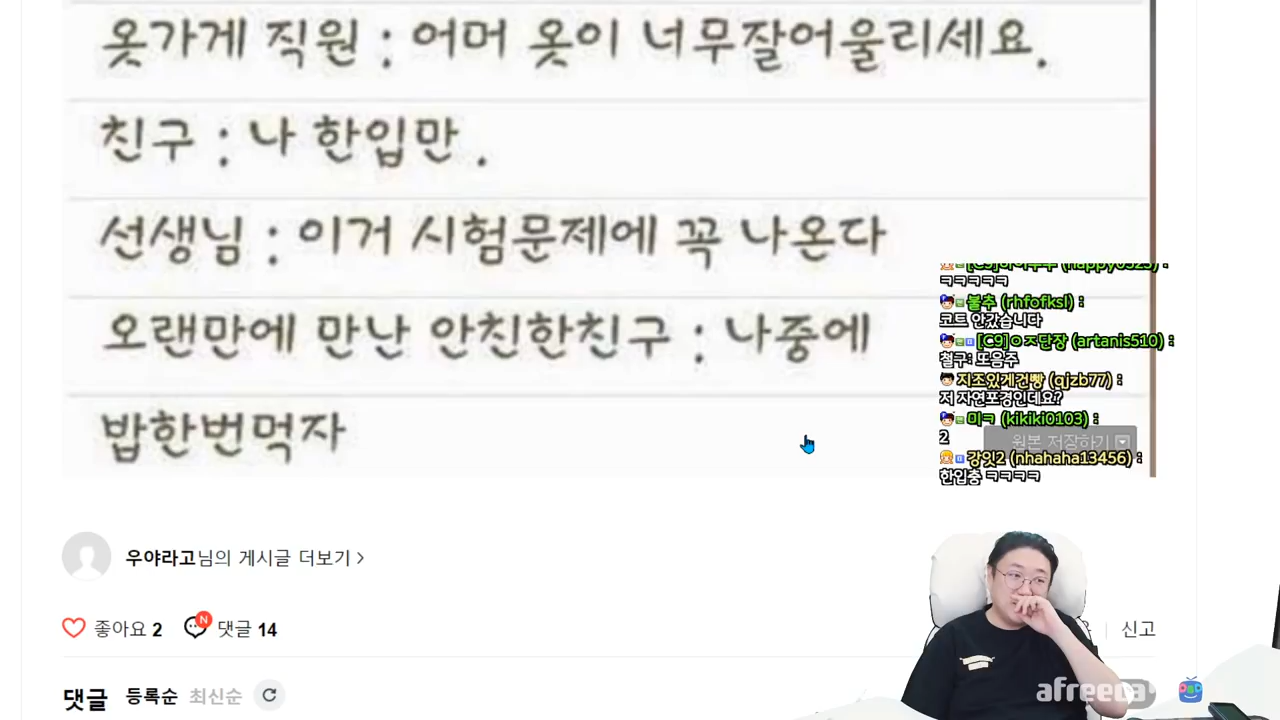 옷가게 직원 : 어머 옷이 너무잘어울리세요.
친구 : 나 한입만 .
선생님 : 이거 시험문제에 꼭 나온다
오랜만에 만난 안친한친구 : 나중에
밥한번먹자
ㅋㅋㅋㅋㅋ
불추 (rhfofksl) :
코트 안갔습니다
[C9]ㅇㅈ단장 (artanis510) :
철구: 또음주
지조있게건빵 (qjzb77) :
저 자연포경인데요?
미ㅋ (kikiki0103) :
2
원본 저장하기
강잇2 (nhahaha13456) :
한입충 ㅋㅋㅋㅋ
우야라고님의 게시글 더보기 >
좋아요 2 N 댓글 14
신고
댓글 등록순 최신순